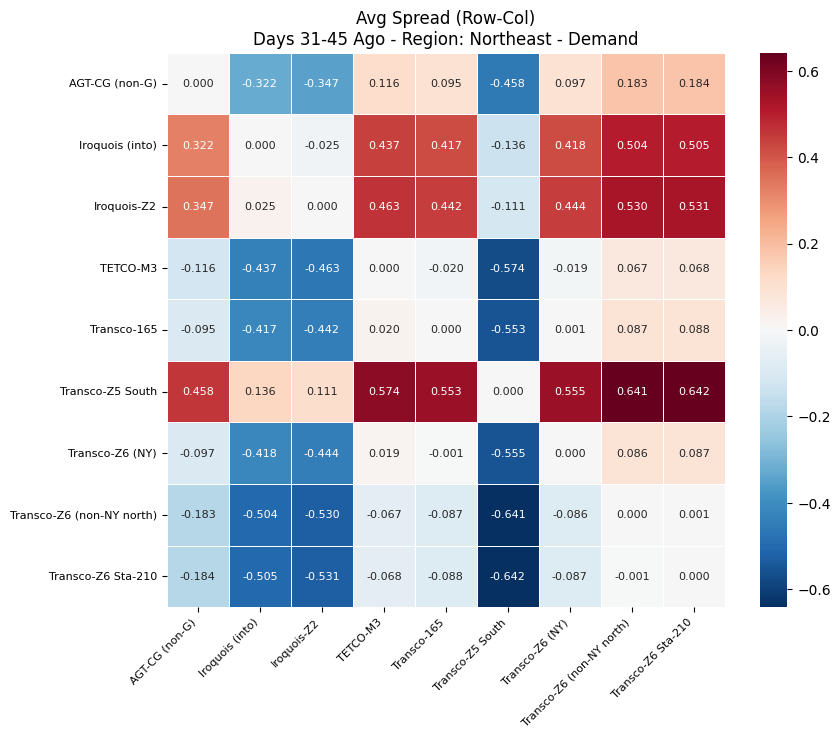 Avg Spread (Row-Col)
Days 31-45 Ago - Region: Northeast - Demand
AGT-CG (non-G) 0.000 -0.322 -0.347 0.116 0.095 -0.458 0.097 0.183 0.184
Iroquois (into) 0.322 0.000 -0.025 0.437 0.417 -0.136 0.418 0.504 0.505
Iroquois-Z2 0.347 0.025 0.000 0.463 0.442 -0.111 0.444 0.530 0.531
TETCO-M3 -0.116 -0.437 -0.463 0.000 -0.020 -0.574 -0.019 0.067 0.068
Transco-165 -0.095 -0.417 -0.442 0.020 0.000 -0.553 0.001 0.087 0.088
Transco-Z5 South 0.458 0.136 0.111 0.574 0.553 0.000 0.555 0.641 0.642
Transco-Z6 (NY) -0.097 -0.418 -0.444 0.019 -0.001 -0.555 0.000 0.086 0.087
Transco-Z6 (non-NY north) -0.183 -0.504 -0.530 -0.067 -0.087 -0.641 -0.086 0.000 0.001
Transco-Z6 Sta-210 -0.184 -0.505 -0.531 -0.068 -0.088 -0.642 -0.087 -0.001 0.000
AGT-CG (non-G)
Iroquois (into)
Iroquois-Z2
TETCO-M3
Transco-165
Transco-Z5 South
Transco-Z6 (NY)
Transco-Z6 (non-NY north)
Transco-Z6 Sta-210
0.6
0.4
0.2
0.0
−0.2
−0.4
−0.6